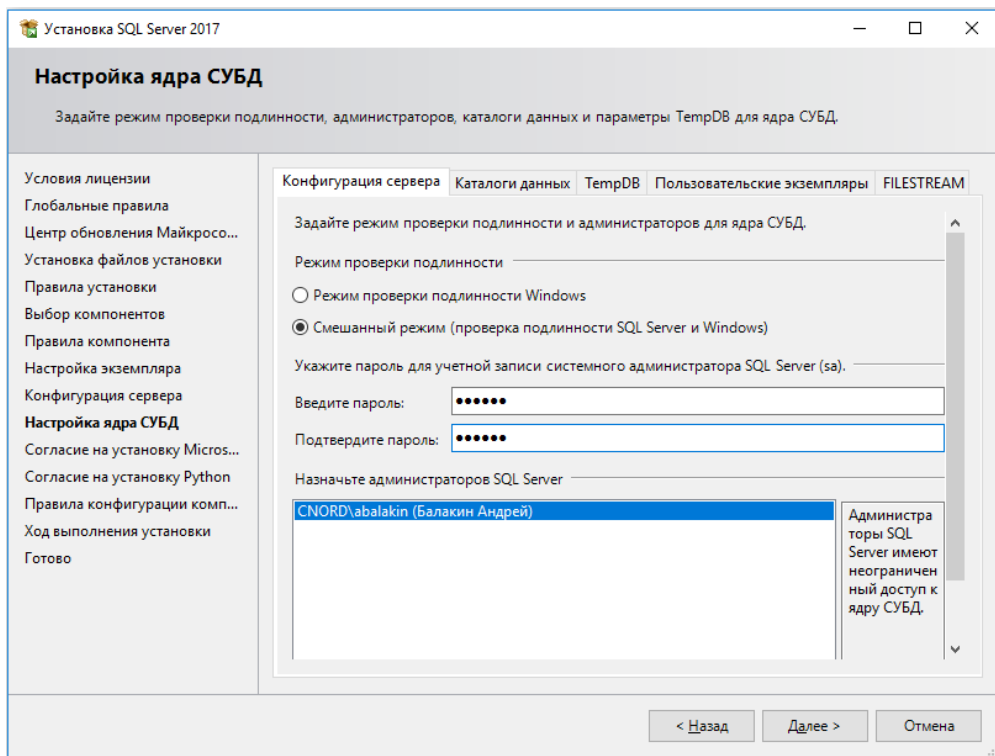 Установка SQL Server 2017
Настройка ядра СУБД
Задайте режим проверки подлинности, администраторов, каталоги данных и параметры TempDB для ядра СУБД.
Условия лицензии
Глобальные правила
Центр обновления Майкросо...
Установка файлов установки
Правила установки
Выбор компонентов
Правила компонента
Настройка экземпляра
Конфигурация сервера
Настройка ядра СУБД
Согласие на установку Micros...
Согласие на установку Python
Правила конфигурации комп...
Ход выполнения установки
Готово
Конфигурация сервера Каталоги данных TempDB Пользовательские экземпляры FILESTREAM
Задайте режим проверки подлинности и администраторов для ядра СУБД.
Режим проверки подлинности
Режим проверки подлинности Windows
Смешанный режим (проверка подлинности SQL Server и Windows)
Укажите пароль для учетной записи системного администратора SQL Server (sa).
Введите пароль: ●●●●●●
Подтвердите пароль: ●●●●●●
Назначьте администраторов SQL Server
CNORD\abalakin (Балакин Андрей)
Администра
торы SQL
Server имеют
неограничен
ный доступ к
ядру СУБД.
< Назад Далее > Отмена